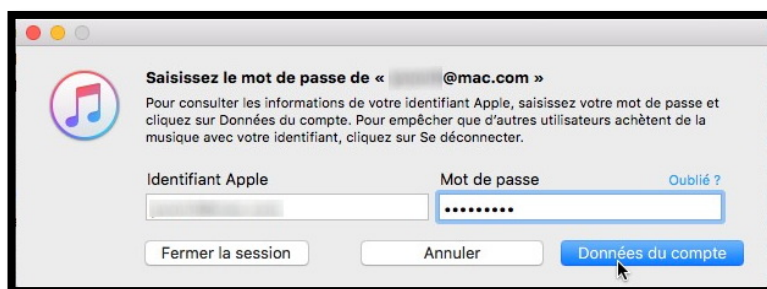 Saisissez le mot de passe de « @mac.com »
Pour consulter les informations de votre identifiant Apple, saisissez votre mot de passe et
cliquez sur Données du compte. Pour empêcher que d'autres utilisateurs achètent de la
musique avec votre identifiant, cliquez sur Se déconnecter.
Identifiant Apple Mot de passe Oublié ?
•••••••••
Fermer la session Annuler Données du compte